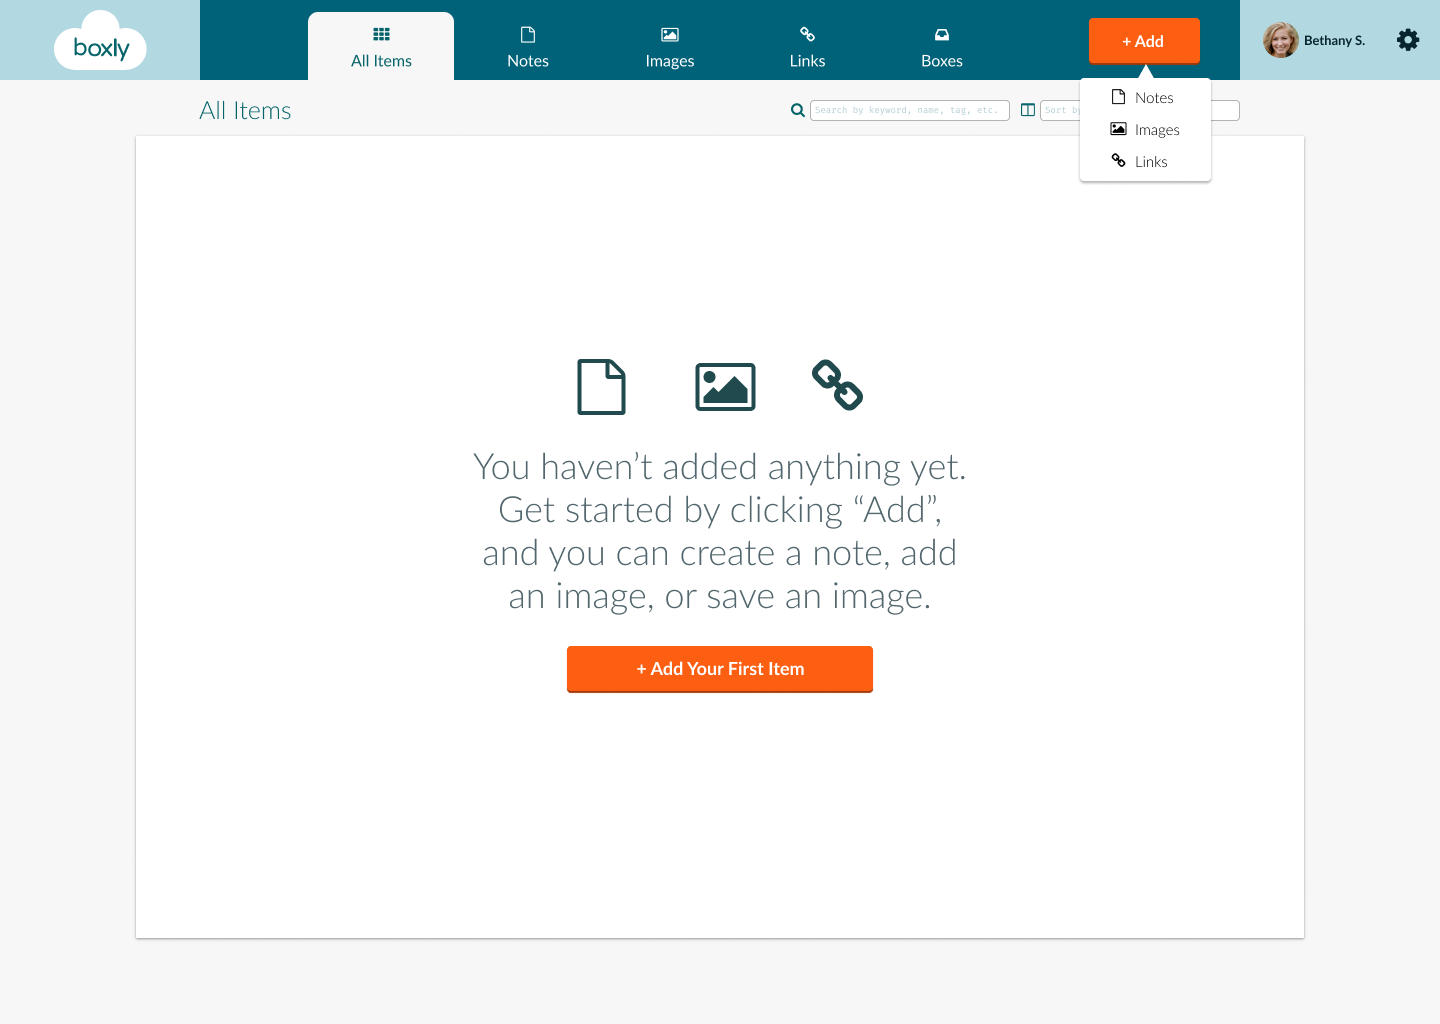 boxly
All Items
Notes
Images
Links
Boxes
+ Add
Bethany S.
All Items
Search by keyword, name, tag, etc.
Sort by
Notes
Images
Links
You haven’t added anything yet.
Get started by clicking “Add”,
and you can create a note, add
an image, or save an image.
+ Add Your First Item